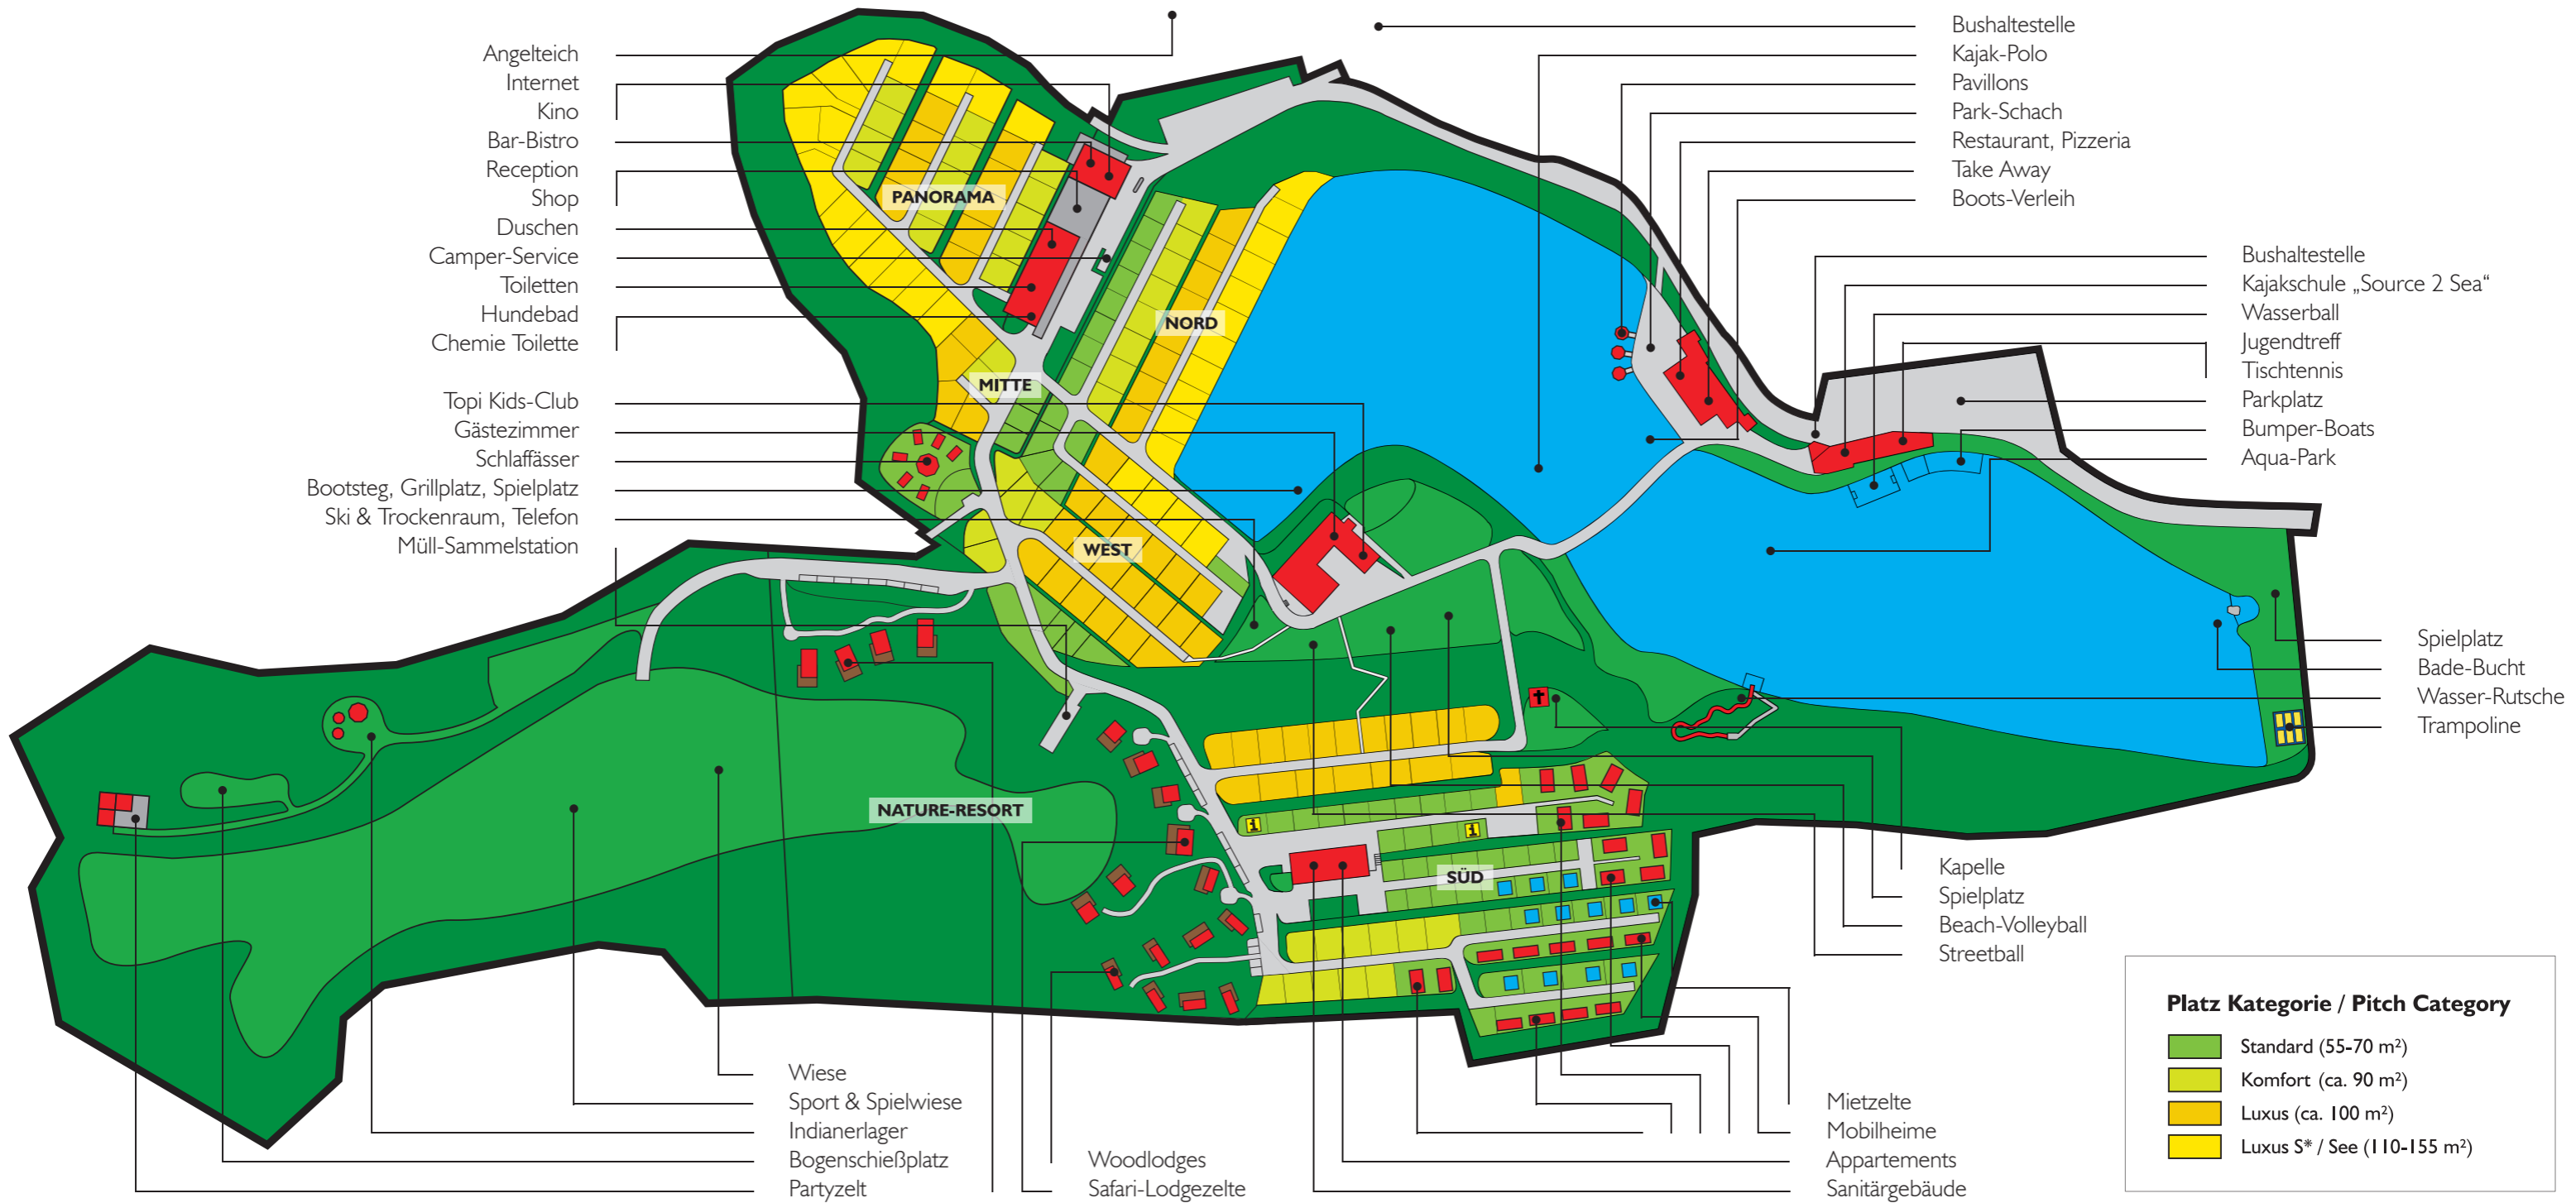 Angelteich
Internet
Kino
Bar-Bistro
Reception
Shop
Duschen
Camper-Service
Toiletten
Hundebad
Chemie Toilette
Topi Kids-Club
Gästezimmer
Schlaffässer
Bootsteg, Grillplatz, Spielplatz
Ski & Trockenraum, Telefon
Müll-Sammelstation
Bushaltestelle
Kajak-Polo
Pavillons
Park-Schach
Restaurant, Pizzeria
Take Away
Boots-Verleih
Bushaltestelle
Kajakschule „Source 2 Sea“
Wasserball
Jugendtreff
Tischtennis
Parkplatz
Bumper-Boats
Aqua-Park
Spielplatz
Bade-Bucht
Wasser-Rutsche
Trampoline
PANORAMA
NORD
MITTE
WEST
NATURE-RESORT
SÜD
i
i
Kapelle
Spielplatz
Beach-Volleyball
Streetball
Wiese
Sport & Spielwiese
Indianerlager
Bogenschießplatz
Partyzelt
Woodlodges
Safari-Lodgezelte
Mietzelte
Mobilheime
Appartements
Sanitärgebäude
Platz Kategorie / Pitch Category
Standard (55-70 m²)
Komfort (ca. 90 m²)
Luxus (ca. 100 m²)
Luxus S* / See (110-155 m²)